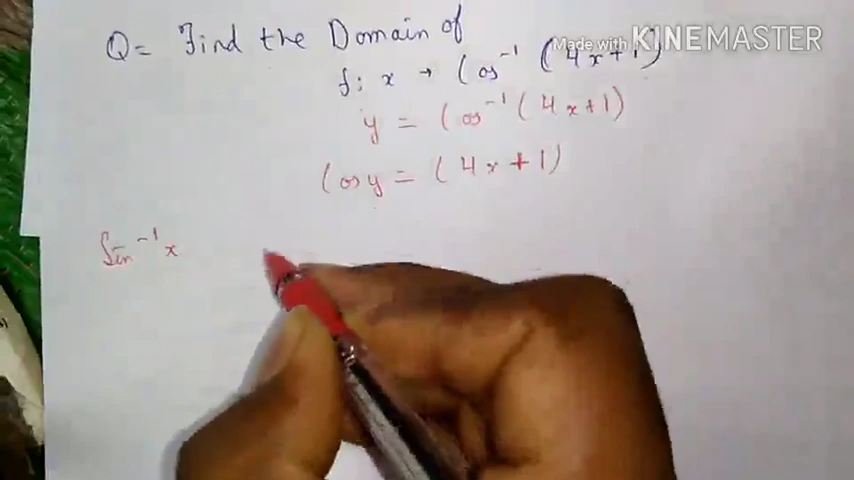 Q= Find the Domain of
f: x → Cos⁻¹ (4x+1)
Made with KINEMASTER
y = Cos⁻¹ (4x+1)
Cos y = (4x+1)
Sin⁻¹ x